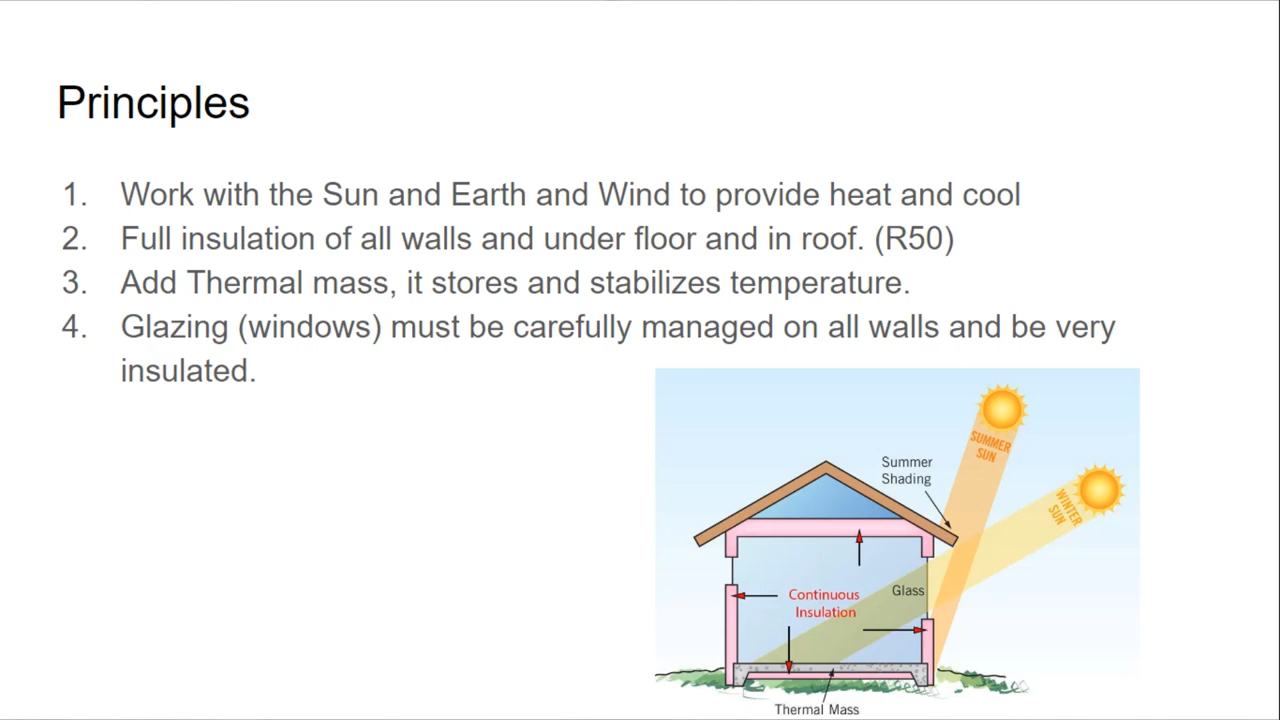 Principles
1. Work with the Sun and Earth and Wind to provide heat and cool
2. Full insulation of all walls and under floor and in roof. (R50)
3. Add Thermal mass, it stores and stabilizes temperature.
4. Glazing (windows) must be carefully managed on all walls and be very
insulated.
SUMMER
SUN
Summer
Shading
WINTER
SUN
Glass
Continuous
Insulation
Thermal Mass